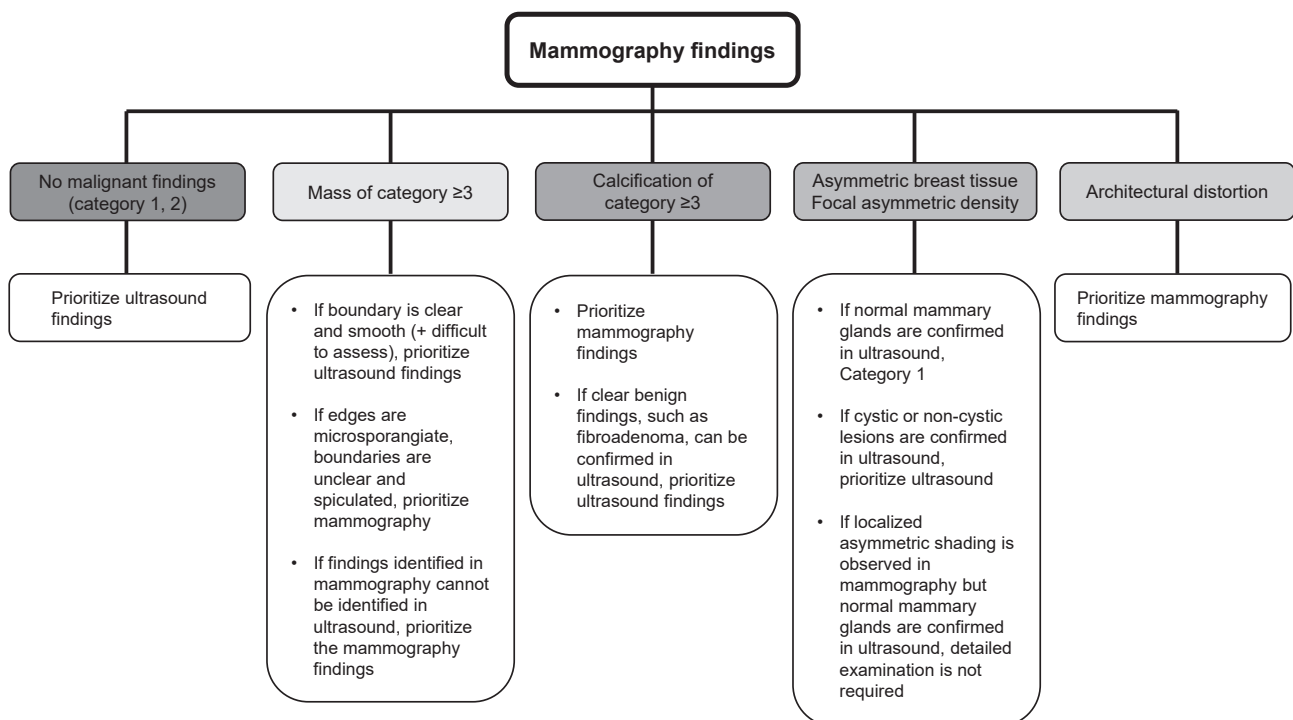 Mammography findings
No malignant findings
(category 1, 2)
Mass of category ≥3
Calcification of
category ≥3
Asymmetric breast tissue
Focal asymmetric density
Architectural distortion
Prioritize ultrasound
findings
• If boundary is clear
and smooth (+ difficult
to assess), prioritize
ultrasound findings
• If edges are
microsporangiate,
boundaries are
unclear and
spiculated, prioritize
mammography
• If findings identified in
mammography cannot
be identified in
ultrasound, prioritize
the mammography
findings
• Prioritize
mammography
findings
• If clear benign
findings, such as
fibroadenoma, can be
confirmed in
ultrasound, prioritize
ultrasound findings
• If normal mammary
glands are confirmed
in ultrasound,
Category 1
• If cystic or non-cystic
lesions are confirmed
in ultrasound,
prioritize ultrasound
• If localized
asymmetric shading is
observed in
mammography but
normal mammary
glands are confirmed
in ultrasound, detailed
examination is not
required
Prioritize mammography
findings